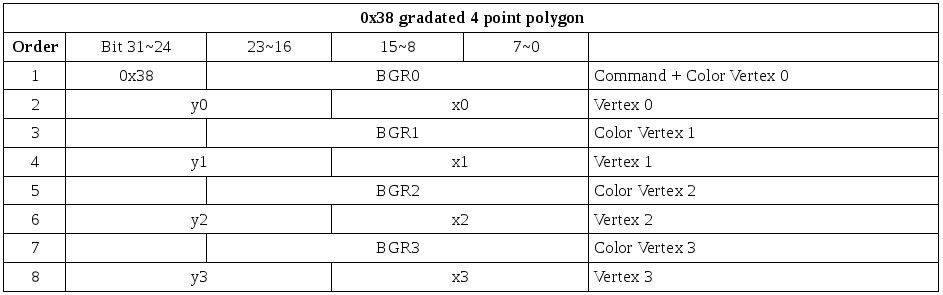 0x38 gradated 4 point polygon
Order Bit 31~24 23~16 15~8 7~0
1 0x38 BGR0 Command + Color Vertex 0
2 y0 x0 Vertex 0
3 BGR1 Color Vertex 1
4 y1 x1 Vertex 1
5 BGR2 Color Vertex 2
6 y2 x2 Vertex 2
7 BGR3 Color Vertex 3
8 y3 x3 Vertex 3